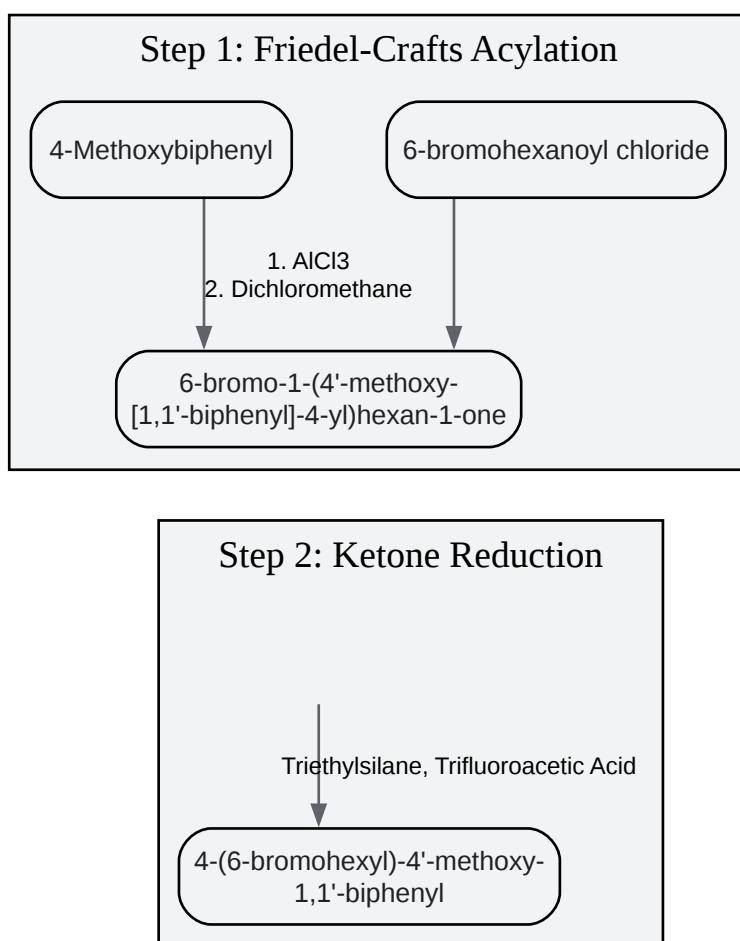 Step 1: Friedel-Crafts Acylation
4-Methoxybiphenyl
6-bromohexanoyl chloride
1. AlCl3
2. Dichloromethane
6-bromo-1-(4'-methoxy-
[1,1'-biphenyl]-4-yl)hexan-1-one
Step 2: Ketone Reduction
Triethylsilane, Trifluoroacetic Acid
4-(6-bromohexyl)-4'-methoxy-
1,1'-biphenyl